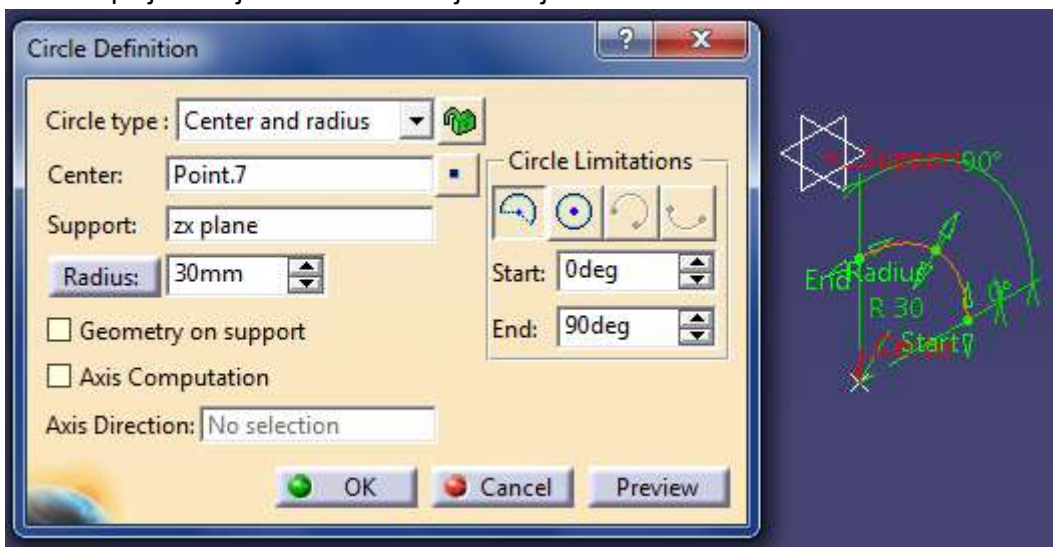 Circle Definition
Circle type : Center and radius
Center: Point.7
Support: zx plane
Radius: 30mm
Geometry on support
Axis Computation
Axis Direction: No selection
Circle Limitations
Start: 0deg
End: 90deg
OK Cancel Preview
90°
End Radius
R 30
0°
Start